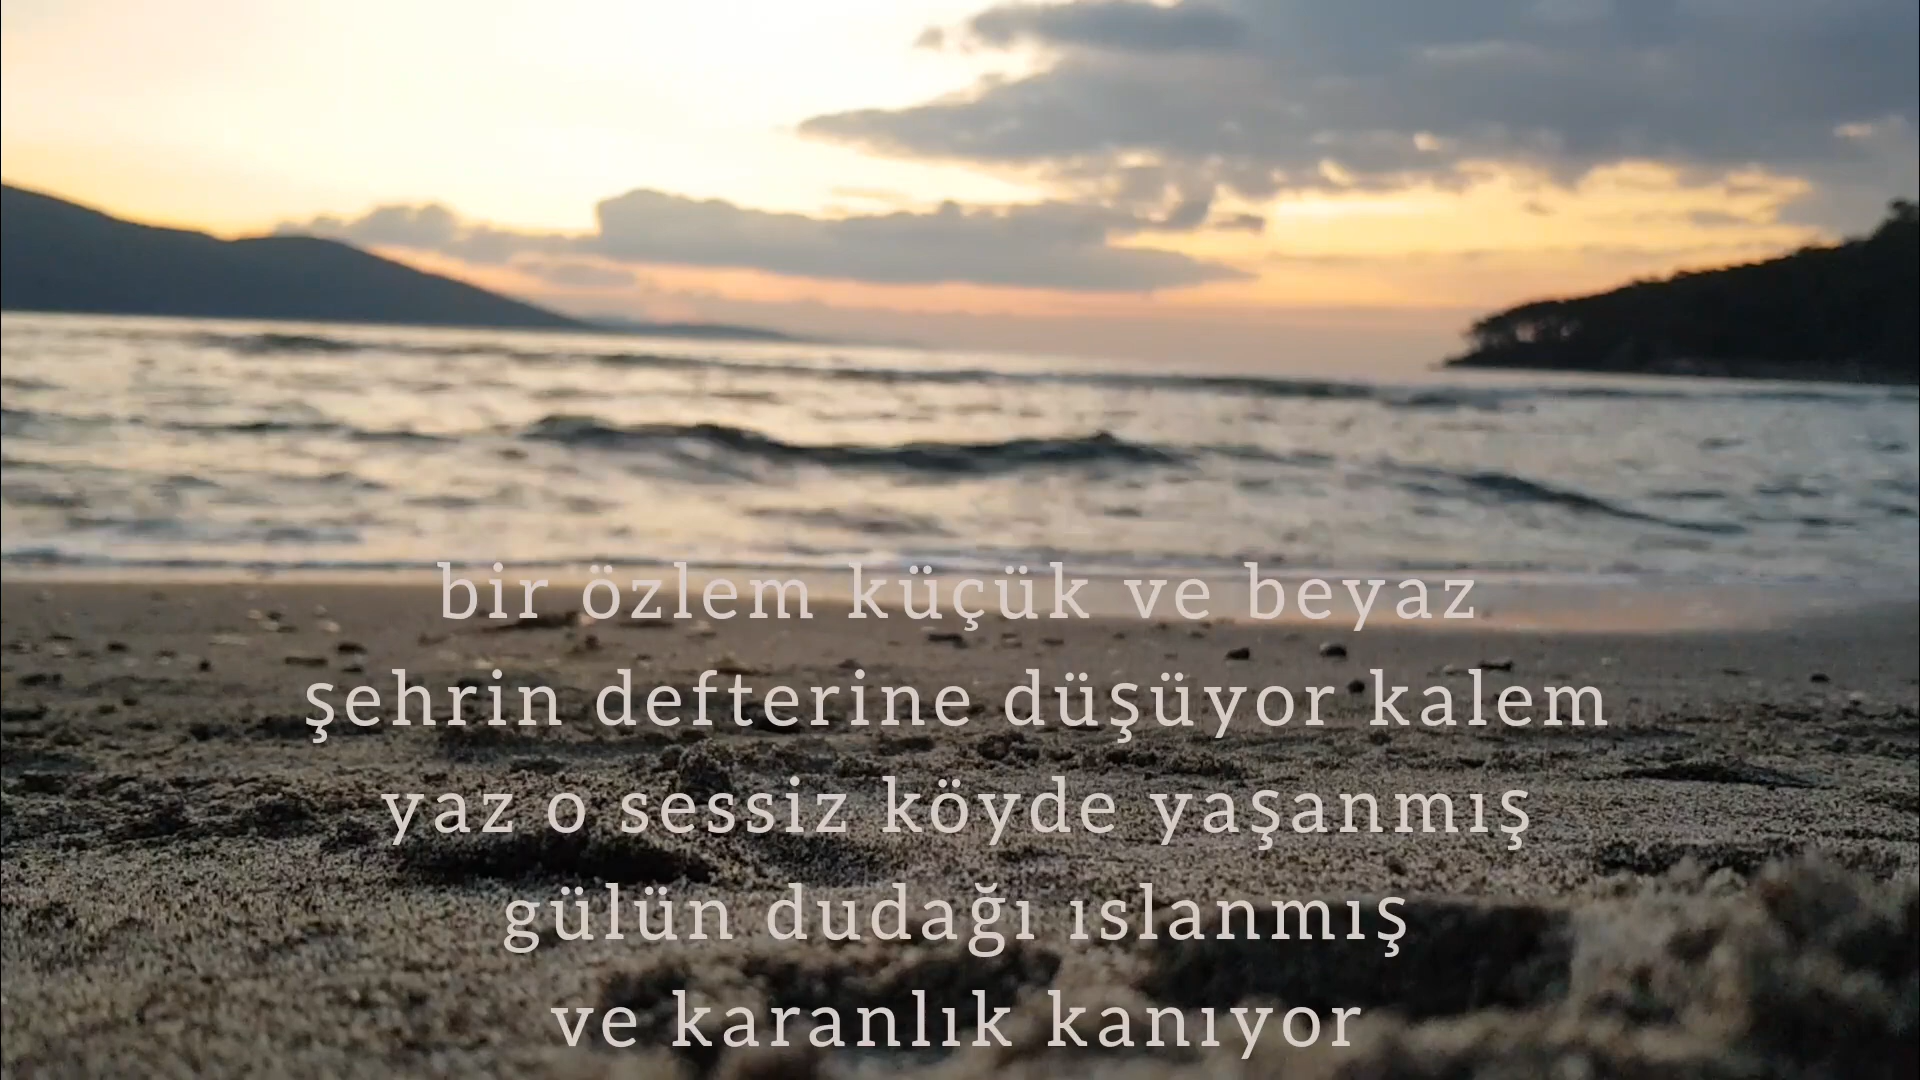 bir özlem küçük ve beyaz
şehrin defterine düşüyor kalem
yaz o sessiz köyde yaşanmış
gülün dudağı ıslanmış
ve karanlık kanıyor